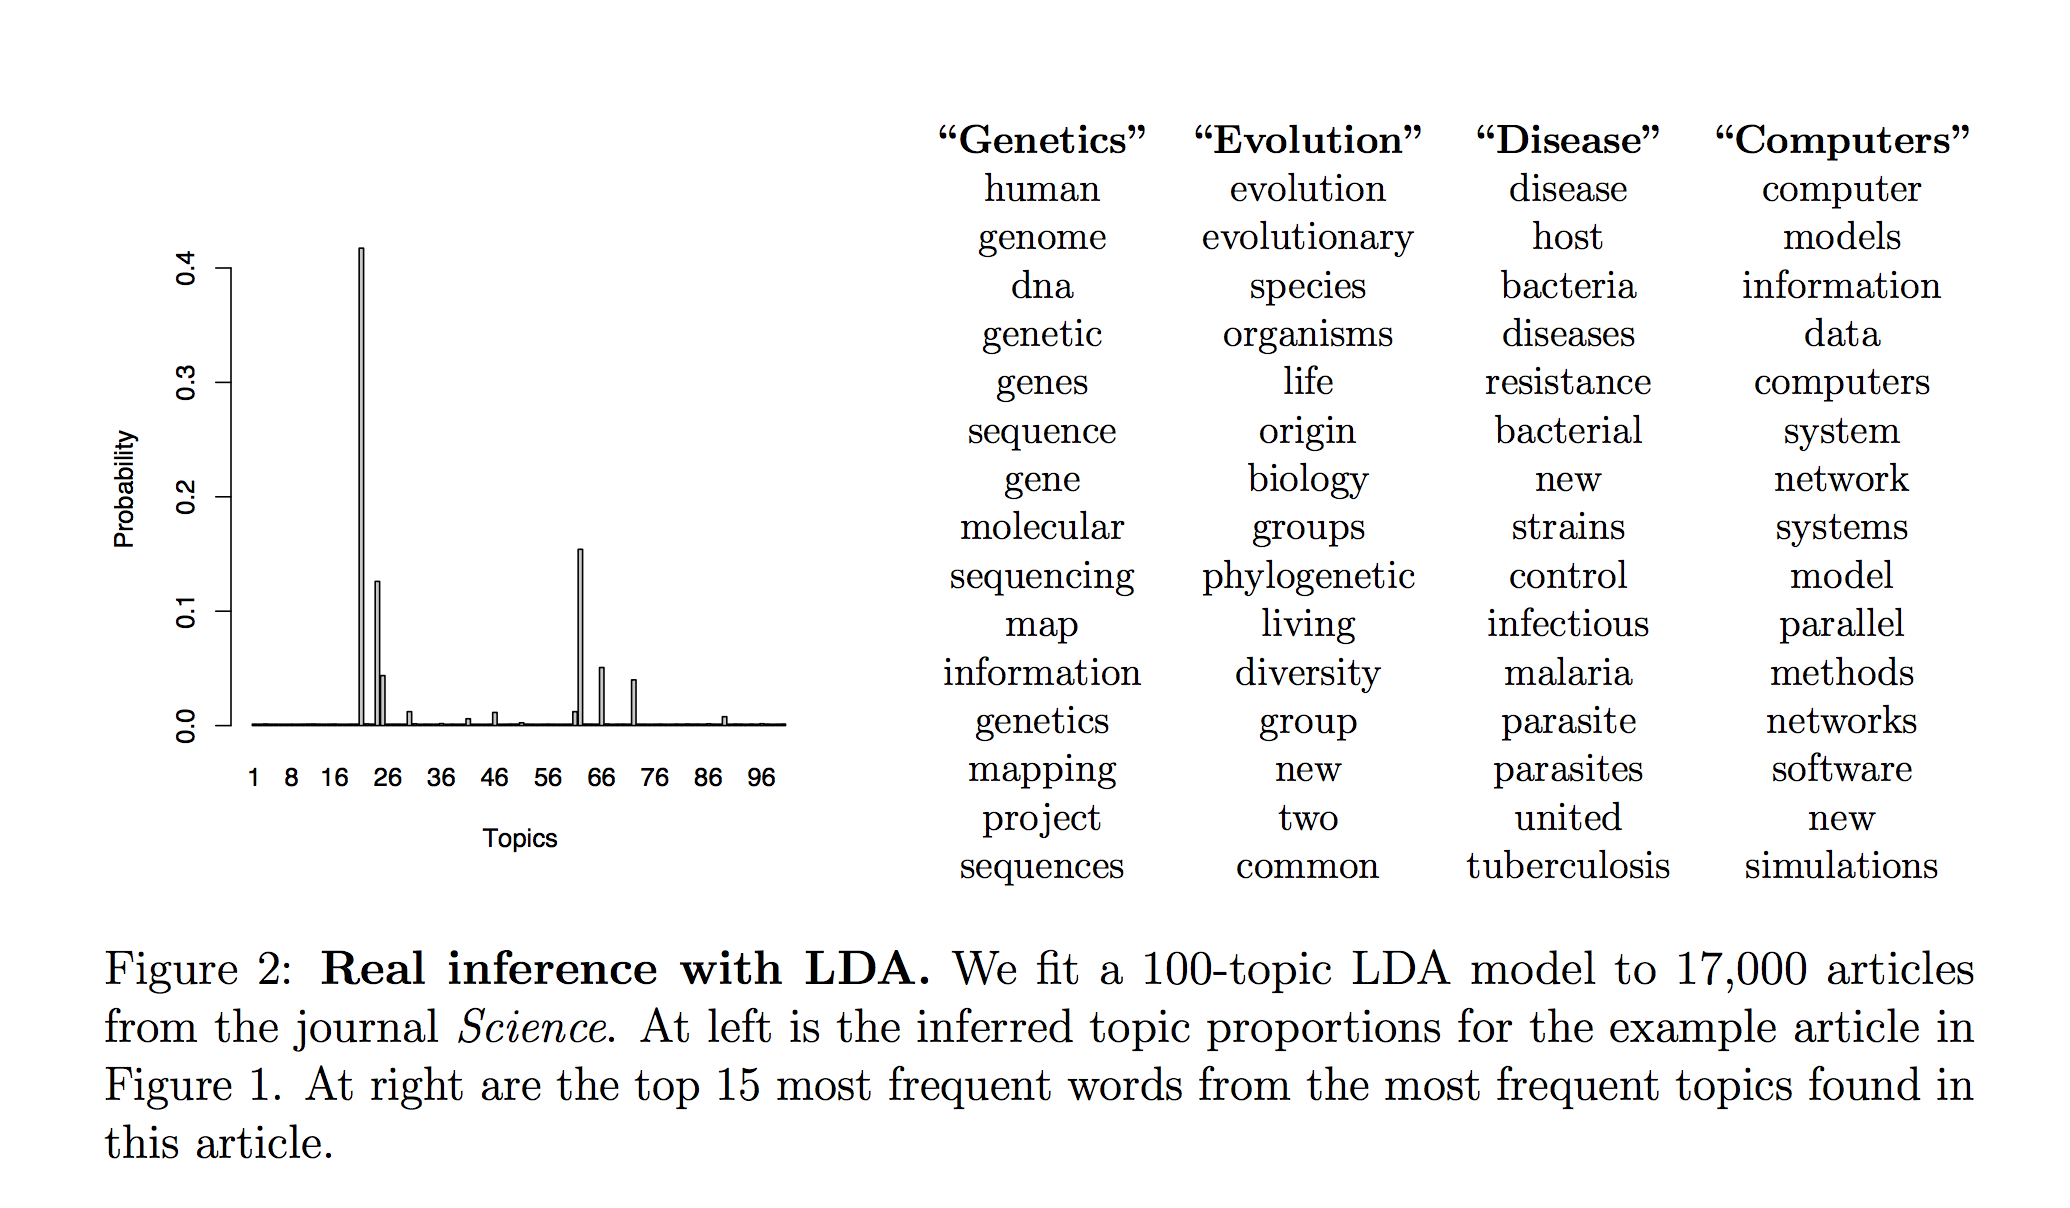 0.4
0.3
0.2
0.1
0.0
Probability
1 8 16 26 36 46 56 66 76 86 96
Topics
“Genetics” “Evolution” “Disease” “Computers”
human evolution disease computer
genome evolutionary host models
dna species bacteria information
genetic organisms diseases data
genes life resistance computers
sequence origin bacterial system
gene biology new network
molecular groups strains systems
sequencing phylogenetic control model
map living infectious parallel
information diversity malaria methods
genetics group parasite networks
mapping new parasites software
project two united new
sequences common tuberculosis simulations
Figure 2: Real inference with LDA. We fit a 100-topic LDA model to 17,000 articles
from the journal Science. At left is the inferred topic proportions for the example article in
Figure 1. At right are the top 15 most frequent words from the most frequent topics found in
this article.